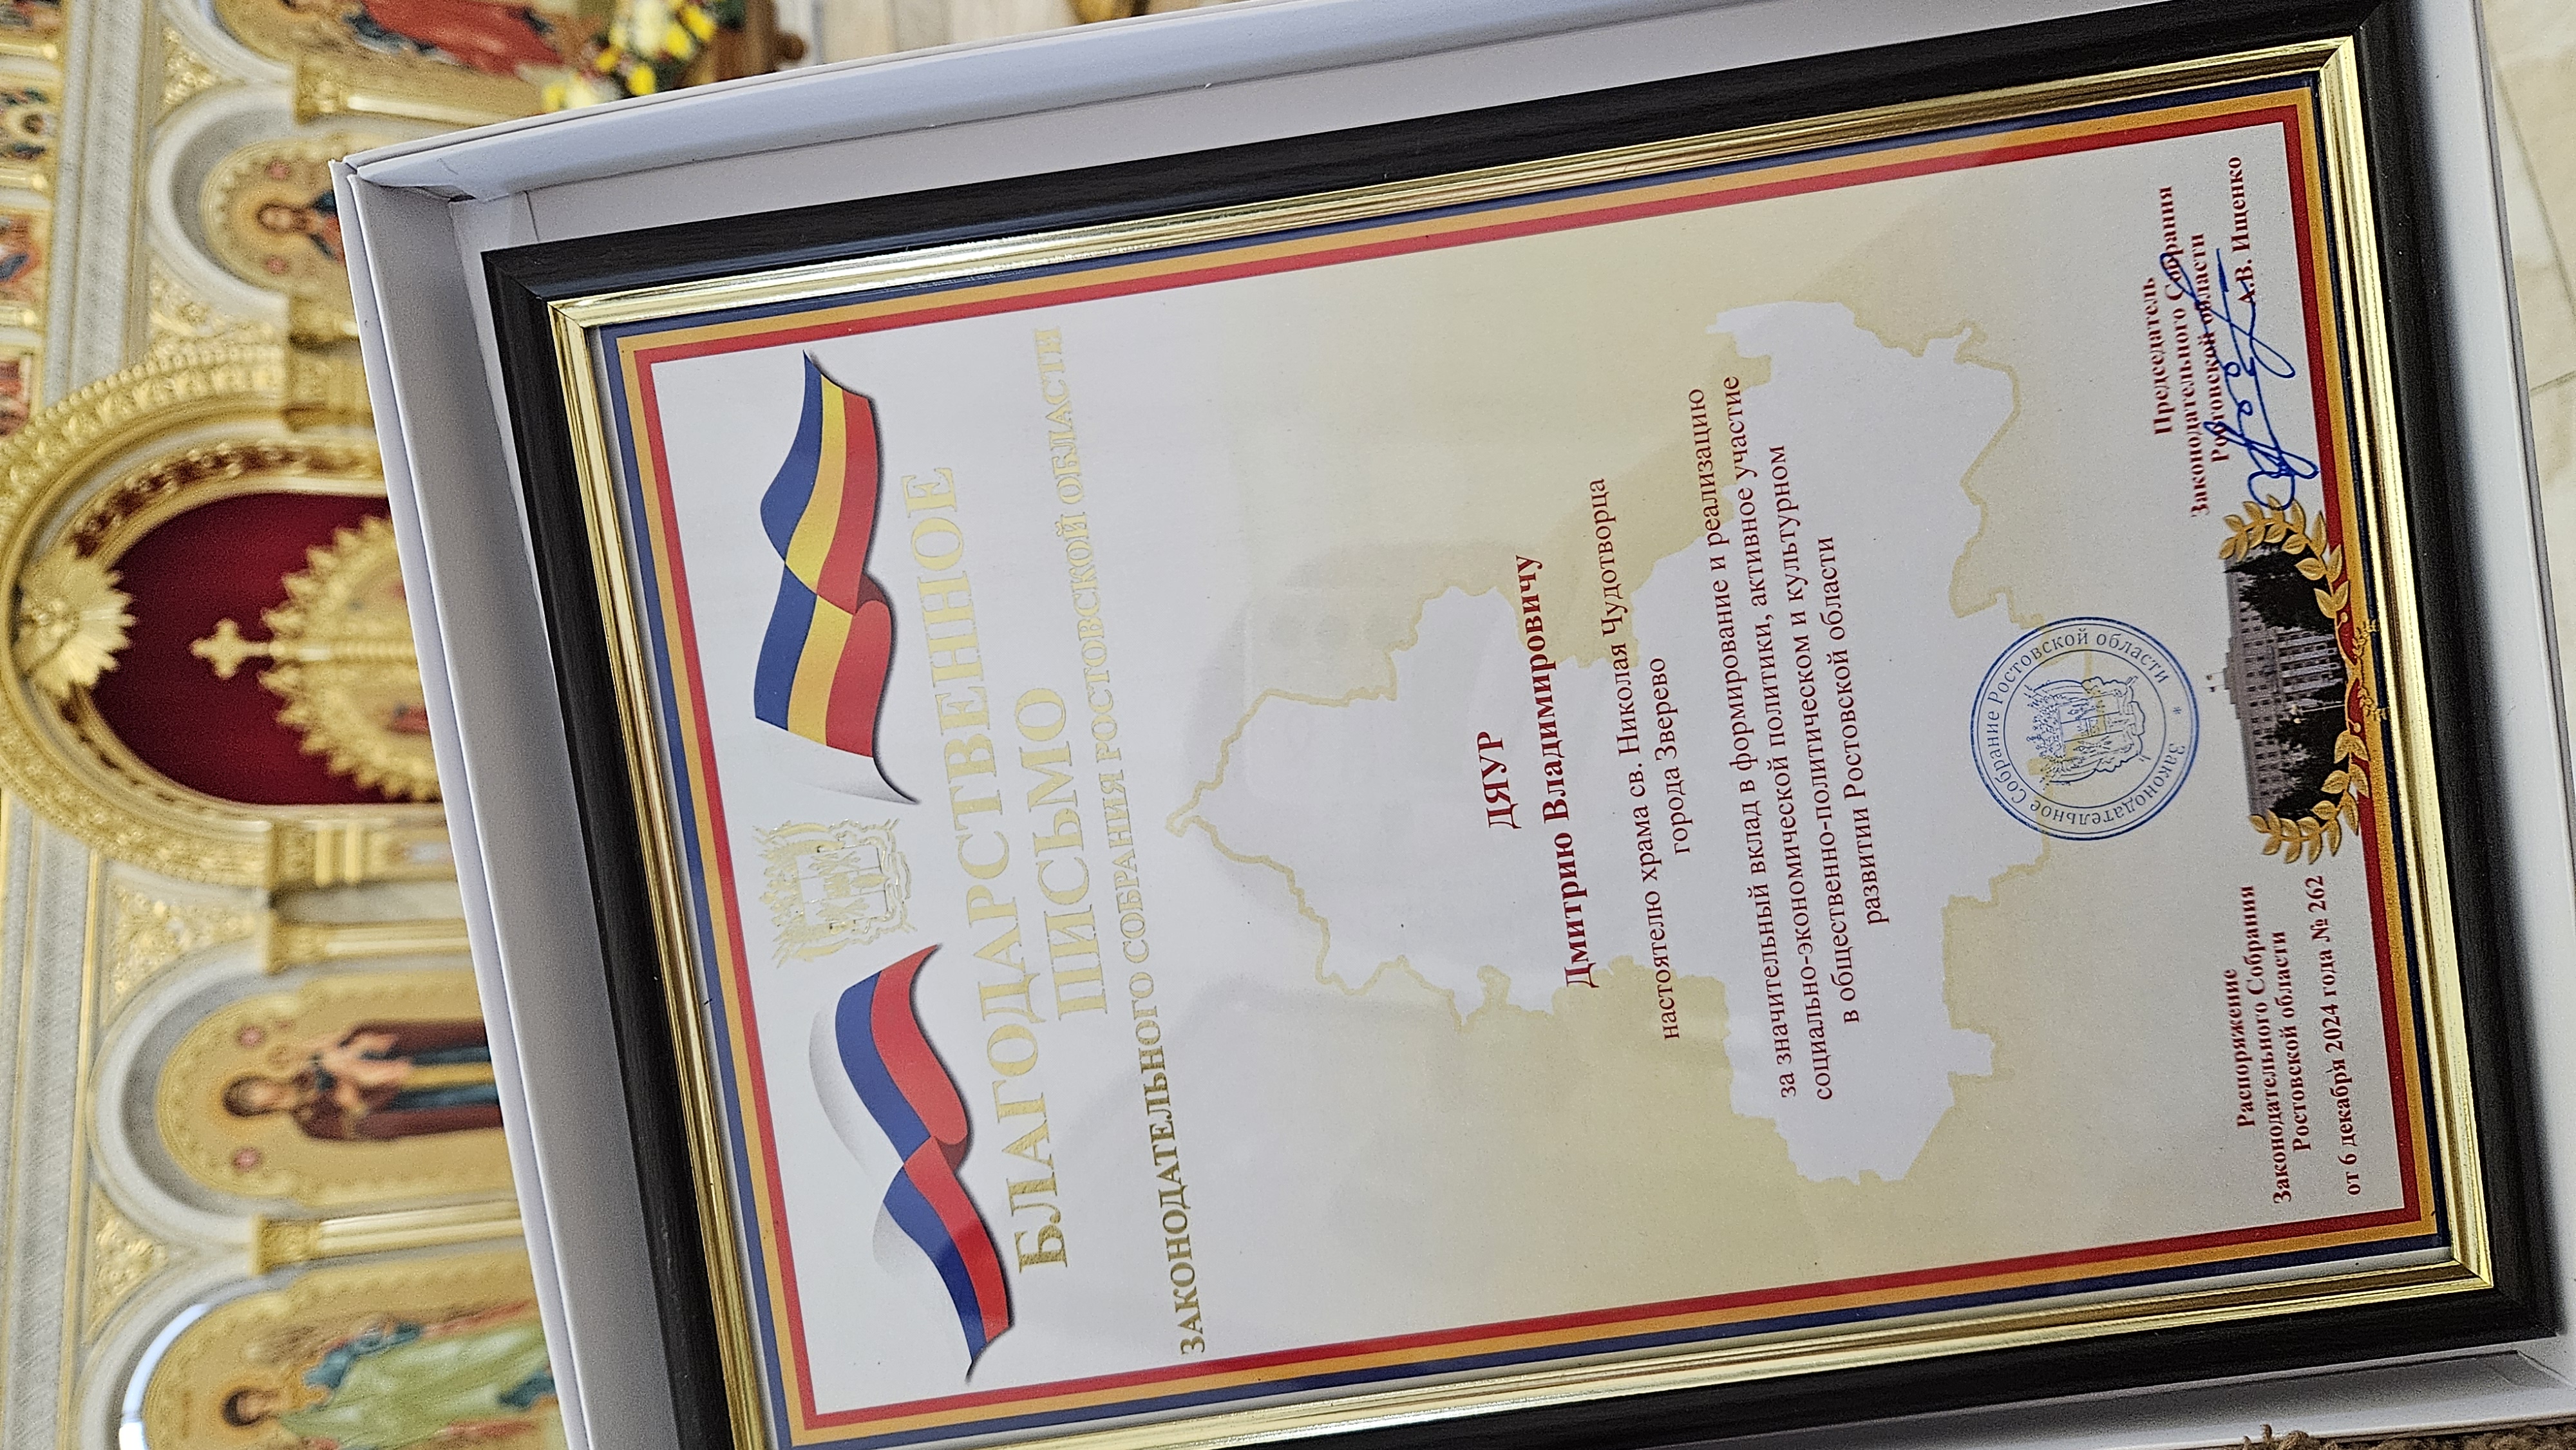 БЛАГОДАРСТВЕННОЕ
ПИСЬМО
ЗАКОНОДАТЕЛЬНОГО СОБРАНИЯ РОСТОВСКОЙ ОБЛАСТИ
ДЯУР
Дмитрию Владимировичу
настоятелю храма св. Николая Чудотворца
города Зверево
за значительный вклад в формирование и реализацию
социально-экономической политики, активное участие
в общественно-политическом и культурном
развитии Ростовской области
Законодательное Собрание Ростовской области *
Распоряжение
Законодательного Собрания
Ростовской области
от 6 декабря 2024 года № 262
Председатель
Законодательного Собрания
Ростовской области
А.В. Ищенко